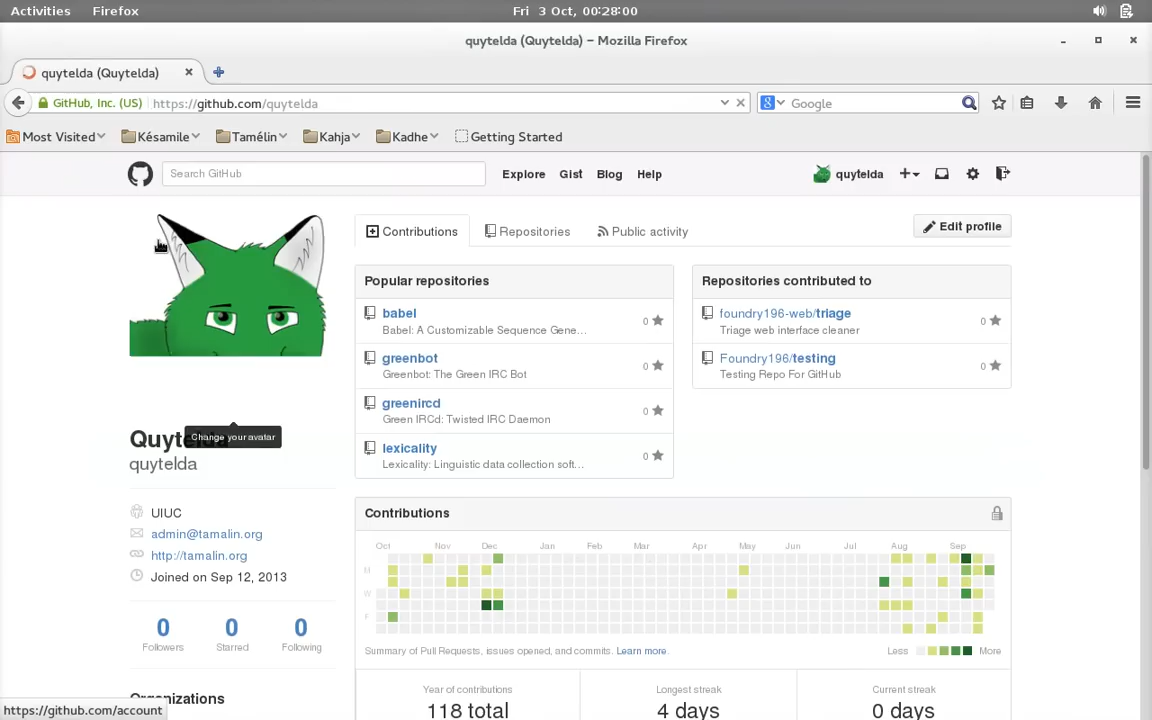 Activities Firefox Fri 3 Oct, 00:28:00
quytelda (Quytelda) – Mozilla Firefox
quytelda (Quytelda)
GitHub, Inc. (US) https://github.com/quytelda Google
Most Visited Késamile Tamélin Kahja Kadhe Getting Started
Search GitHub Explore Gist Blog Help quytelda
Contributions Repositories Public activity Edit profile
Popular repositories
babel
Babel: A Customizable Sequence Gene...
0
greenbot
Greenbot: The Green IRC Bot
0
greenircd
Green IRCd: Twisted IRC Daemon
0
lexicality
Lexicality: Linguistic data collection soft...
0
Repositories contributed to
foundry196-web/triage
Triage web interface cleaner
0
Foundry196/testing
Testing Repo For GitHub
0
Change your avatar
Quytelda
quytelda
UIUC
admin@tamalin.org
http://tamalin.org
Joined on Sep 12, 2013
0 0 0
Followers Starred Following
Organizations
Contributions
Oct Nov Dec Jan Feb Mar Apr May Jun Jul Aug Sep
M
W
F
Summary of Pull Requests, issues opened, and commits. Learn more. Less More
Year of contributions Longest streak Current streak
118 total 4 days 0 days
https://github.com/account